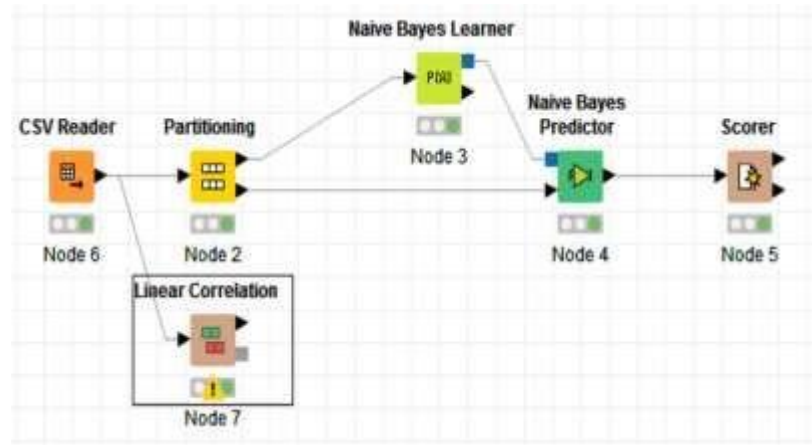 Naive Bayes Learner
P(A)
Node 3
CSV Reader
Node 6
Partitioning
Node 2
Naive Bayes
Predictor
Node 4
Scorer
Node 5
Linear Correlation
Node 7